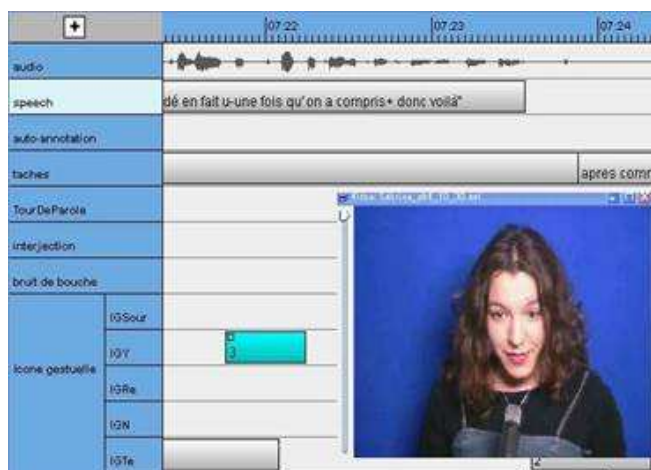 +
07:22 07:23 07:24
audio
speech
dé en fait u-une fois qu'on a compris+ donc voilà"
auto-annotation
taches
apres comm
TourDeParole
interjection
bruit de bouche
Icone gestuelle
IGSour
IGY
3
IGRe
IGN
IGTe
2